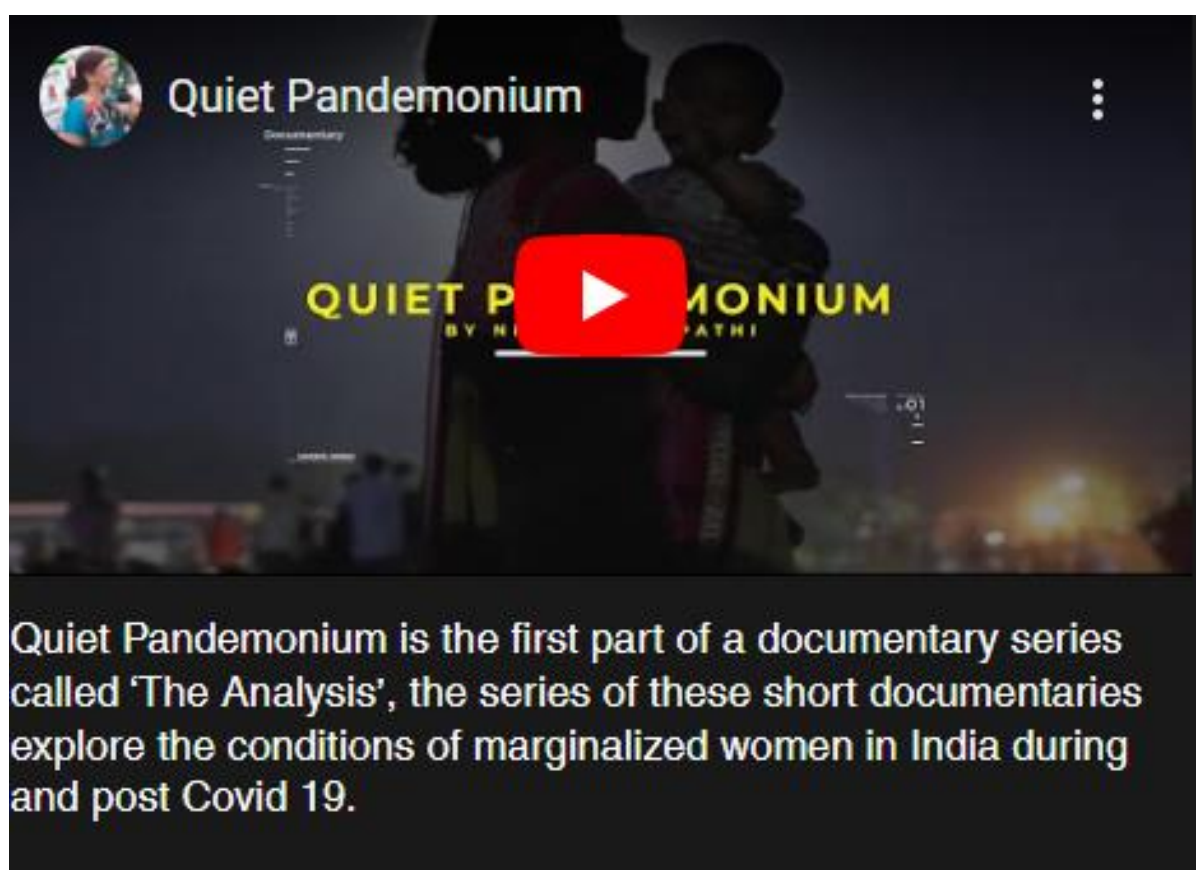 Quiet Pandemonium
Documentary
QUIET P MONIUM
BY N PATHI
01
Quiet Pandemonium is the first part of a documentary series
called ‘The Analysis’, the series of these short documentaries
explore the conditions of marginalized women in India during
and post Covid 19.